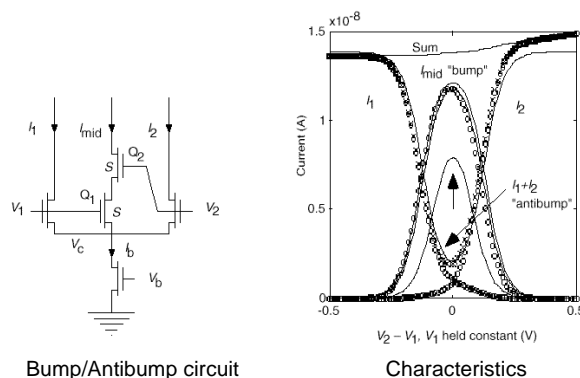 I1
Imid
I2
Q2
S
Q1
V1
S
V2
Vc
Ib
Vb
Bump/Antibump circuit
1.5
x 10-8
Sum
Imid "bump"
I1
I2
1
Current (A)
0.5
I1+I2
"antibump"
0
-0.5
0
0.5
V2 – V1, V1 held constant (V)
Characteristics